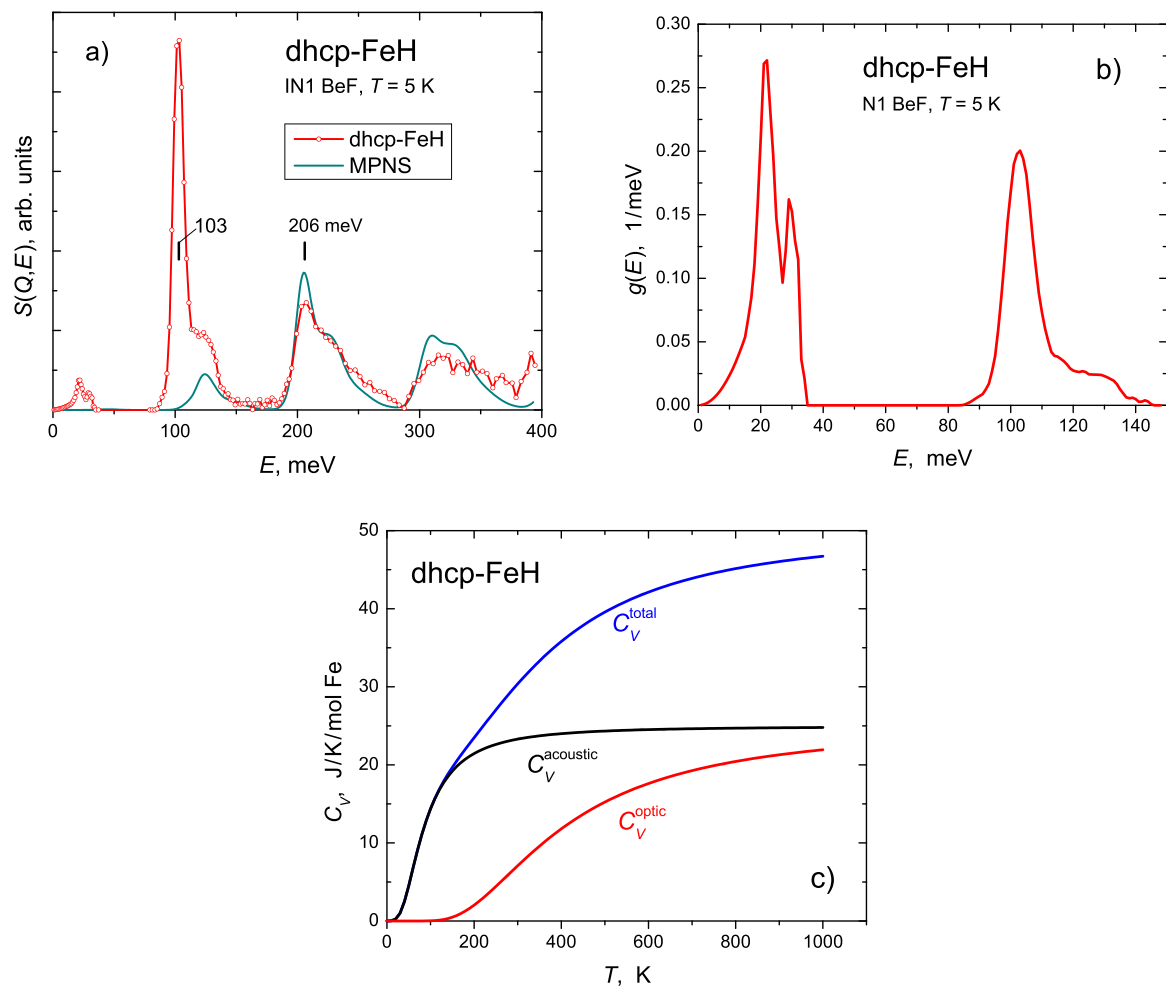 a)
dhcp-FeH
IN1 BeF, T = 5 K
dhcp-FeH
MPNS
103
206 meV
S(Q,E), arb. units
0
100
200
300
400
E, meV
0.30
0.25
0.20
0.15
0.10
0.05
0.00
dhcp-FeH
b)
N1 BeF, T = 5 K
g(E), 1/meV
0
20
40
60
80
100
120
140
E, meV
50
40
30
20
10
0
dhcp-FeH
C_V^total
C_V^acoustic
C_V^optic
c)
C_V, J/K/mol Fe
0
200
400
600
800
1000
T, K